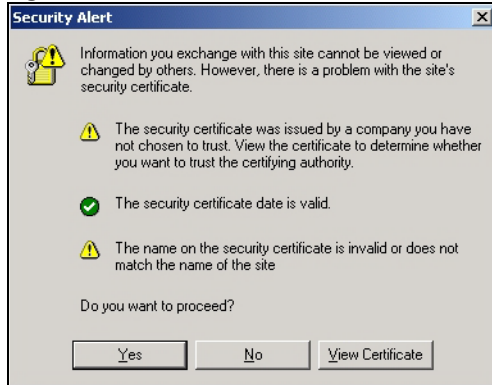 Security Alert
Information you exchange with this site cannot be viewed or
changed by others. However, there is a problem with the site's
security certificate.
The security certificate was issued by a company you have
not chosen to trust. View the certificate to determine whether
you want to trust the certifying authority.
The security certificate date is valid.
The name on the security certificate is invalid or does not
match the name of the site
Do you want to proceed?
Yes No View Certificate